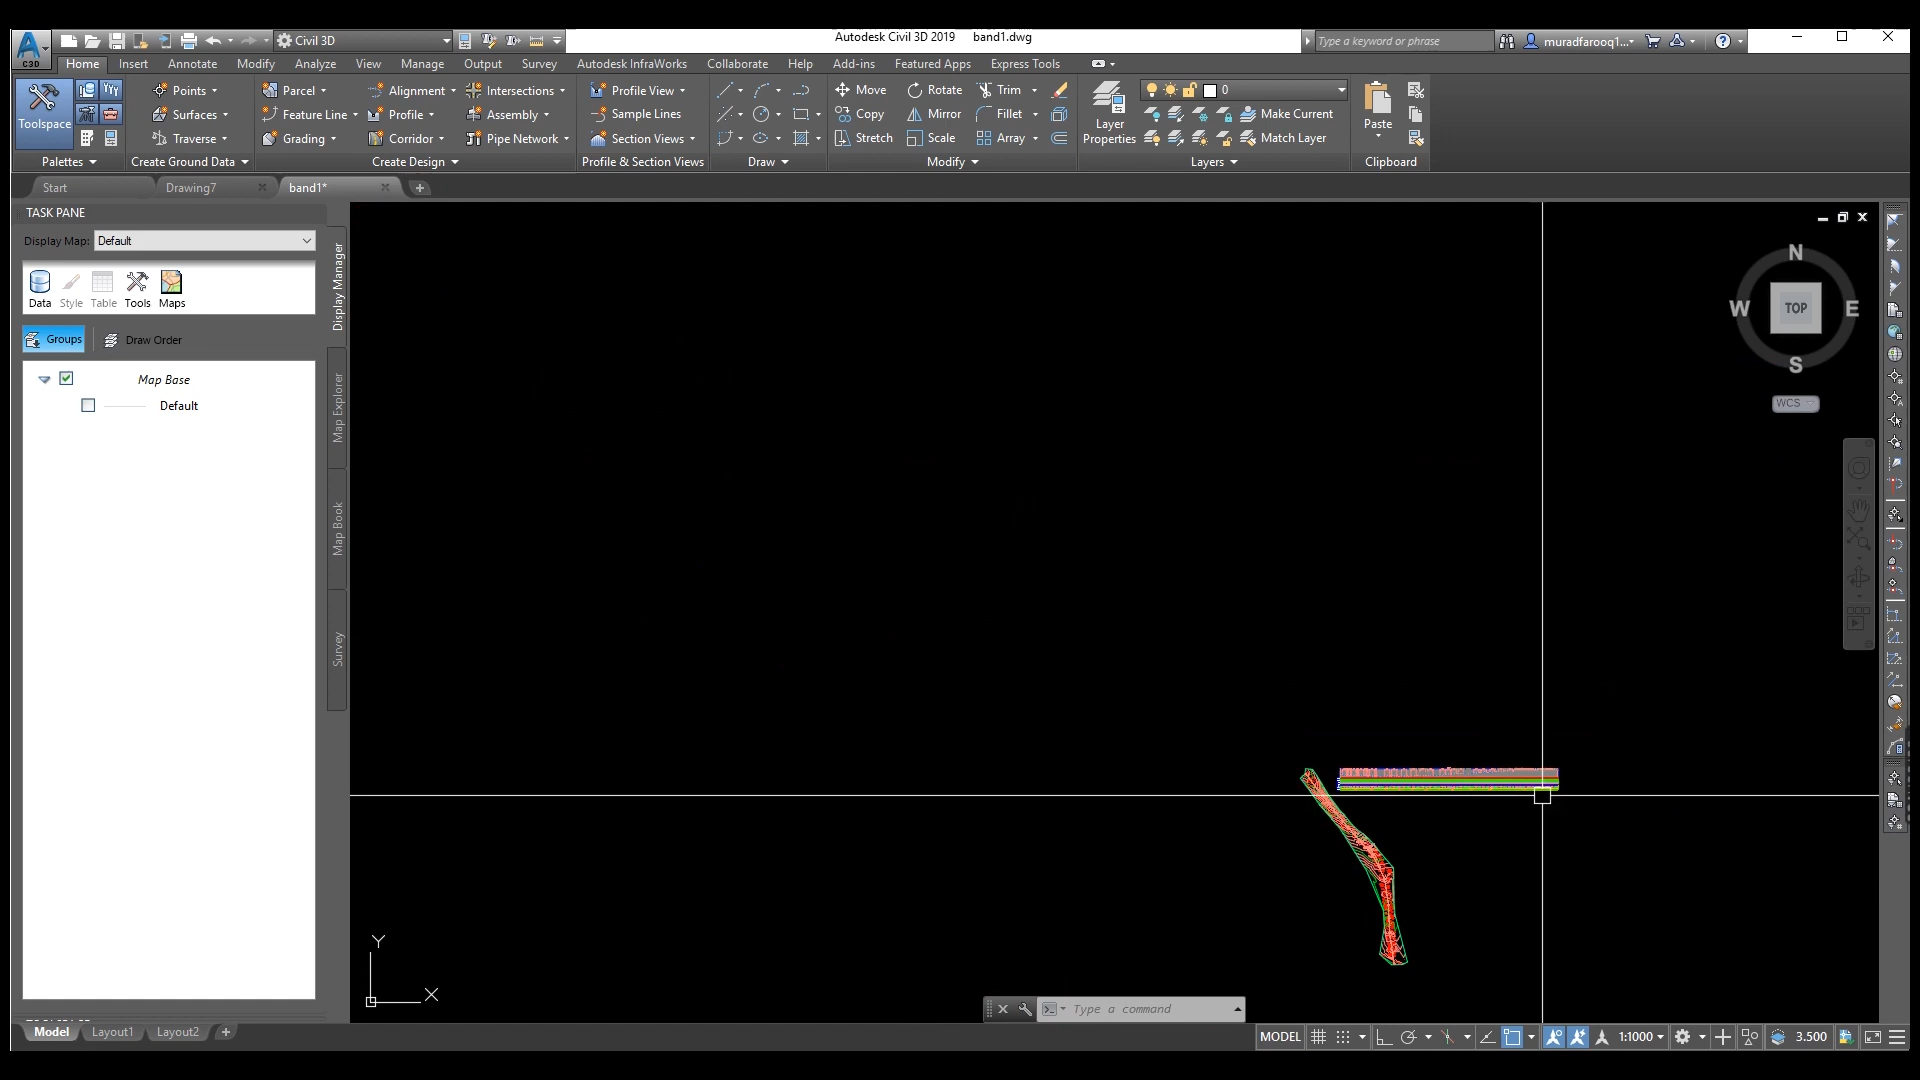 Civil 3D
Autodesk Civil 3D 2019 band1.dwg
Type a keyword or phrase
muradfarooq1...
C3D
Home Insert Annotate Analyze View Manage Output Survey Autodesk InfraWorks Collaborate Help Add-ins Featured Apps Express Tools
Toolspace
Points
Surfaces
Traverse
Parcel
Feature Line
Grading
Alignment
Profile
Corridor
Intersections
Assembly
Pipe Network
Profile View
Sample Lines
Section Views
Move
Copy
Stretch
Rotate
Mirror
Scale
Trim
Fillet
Array
Layer
Properties
0
Make Current
Match Layer
Paste
Palettes Create Ground Data Create Design Profile & Section Views Draw Modify Layers Clipboard
Start Drawing7 band1*
TASK PANE
Display Map: Default
Data Style Table Tools Maps
Groups Draw Order
Map Base
Default
Display Manager
Map Explorer
Map Book
Survey
N
W TOP E
S
WCS
Y
X
Type a command
Model Layout1 Layout2
MODEL 1:1000 3.500